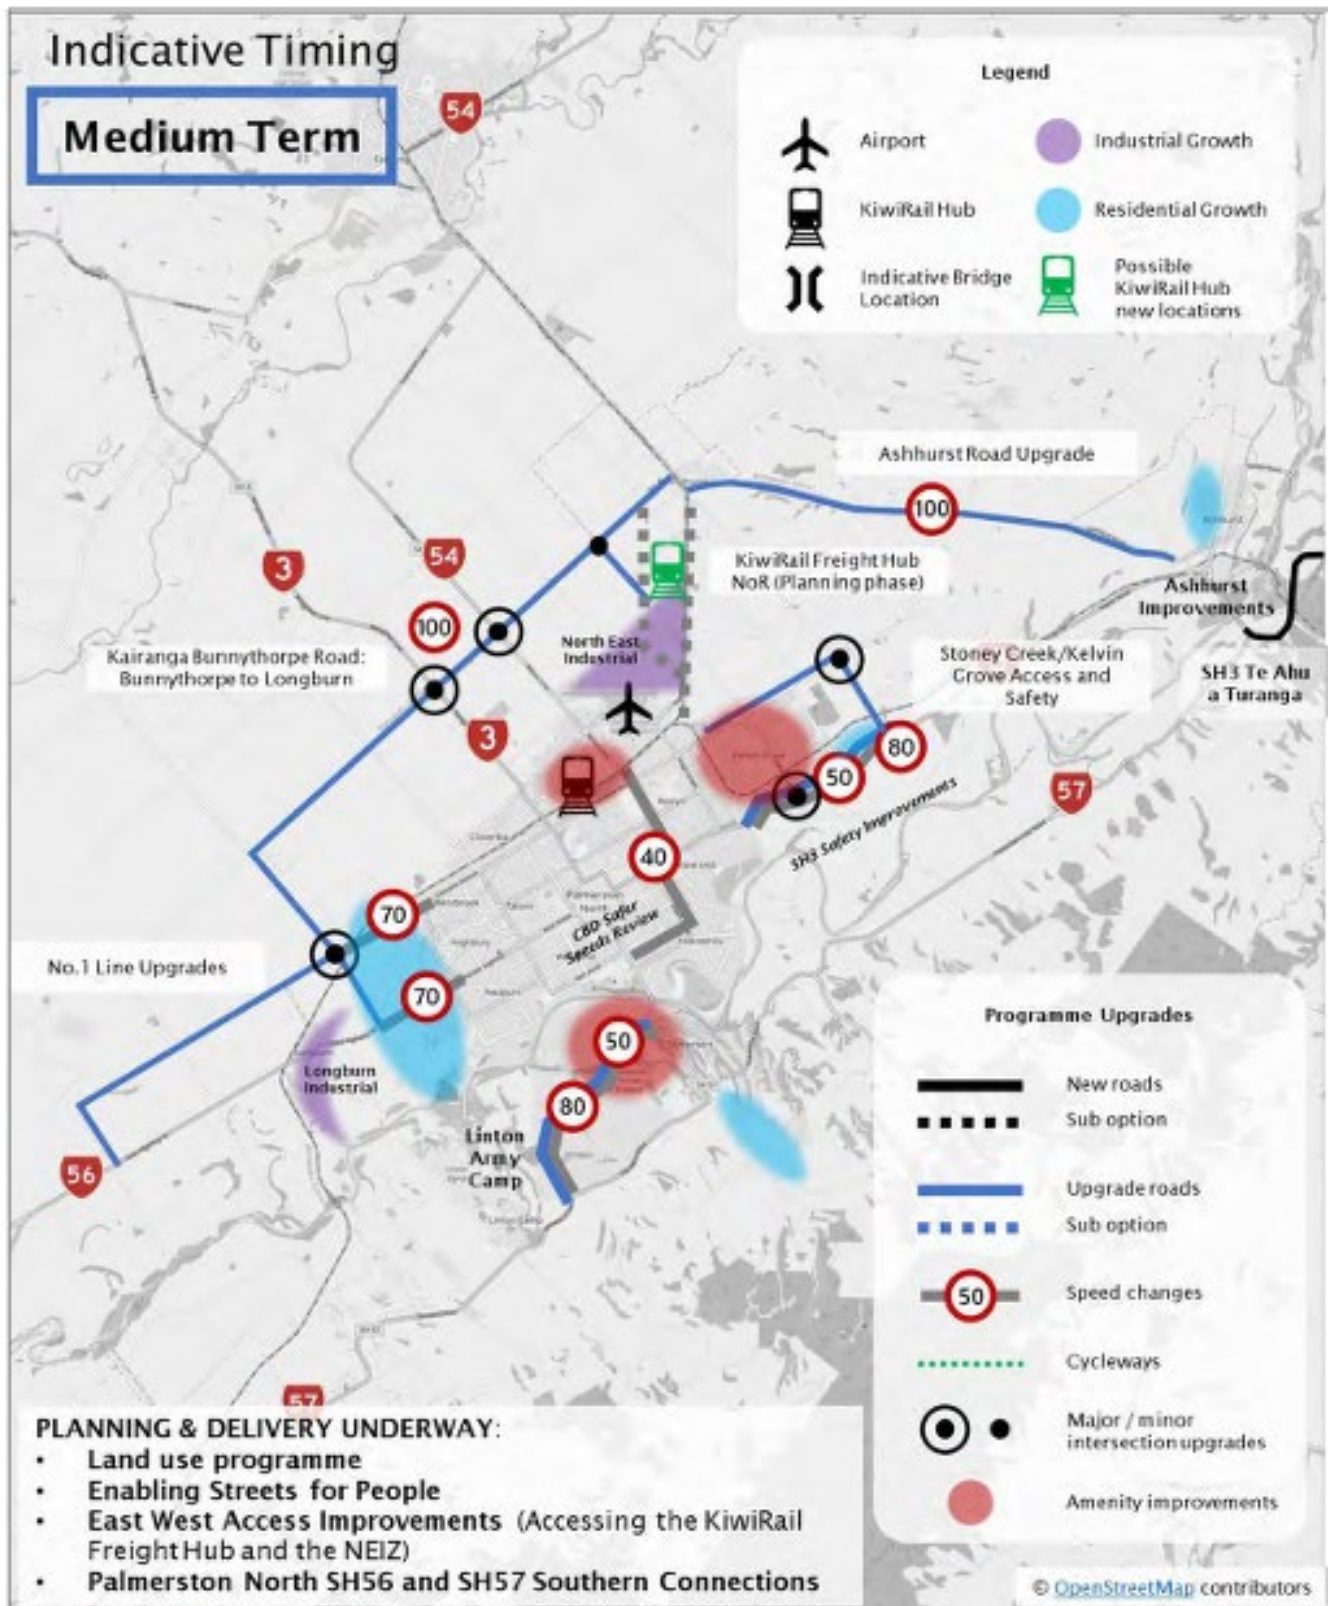 Indicative Timing
Medium Term
Legend
Airport
Industrial Growth
KiwiRail Hub
Residential Growth
Indicative Bridge
Location
Possible
KiwiRail Hub
new locations
54
Ashhurst Road Upgrade
100
3
54
KiwiRail Freight Hub
NoR (Planning phase)
Ashhurst
Improvements
100
North East
Industrial
Kairanga Bunnythorpe Road:
Bunnythorpe to Longburn
Stoney Creek/Kelvin
Grove Access and
Safety
SH3 Te Ahu
a Turanga
3
80
50
57
SH3 Safety Improvements
40
Palmerston
North
70
CBD Safer
Speeds Review
No.1 Line Upgrades
70
50
Longburn
Industrial
80
Linton
Army
Camp
56
57
Programme Upgrades
New roads
Sub option
Upgrade roads
Sub option
50
Speed changes
Cycleways
Major / minor
intersection upgrades
Amenity improvements
PLANNING & DELIVERY UNDERWAY:
• Land use programme
• Enabling Streets for People
• East West Access Improvements (Accessing the KiwiRail
Freight Hub and the NEIZ)
• Palmerston North SH56 and SH57 Southern Connections
© OpenStreetMap contributors